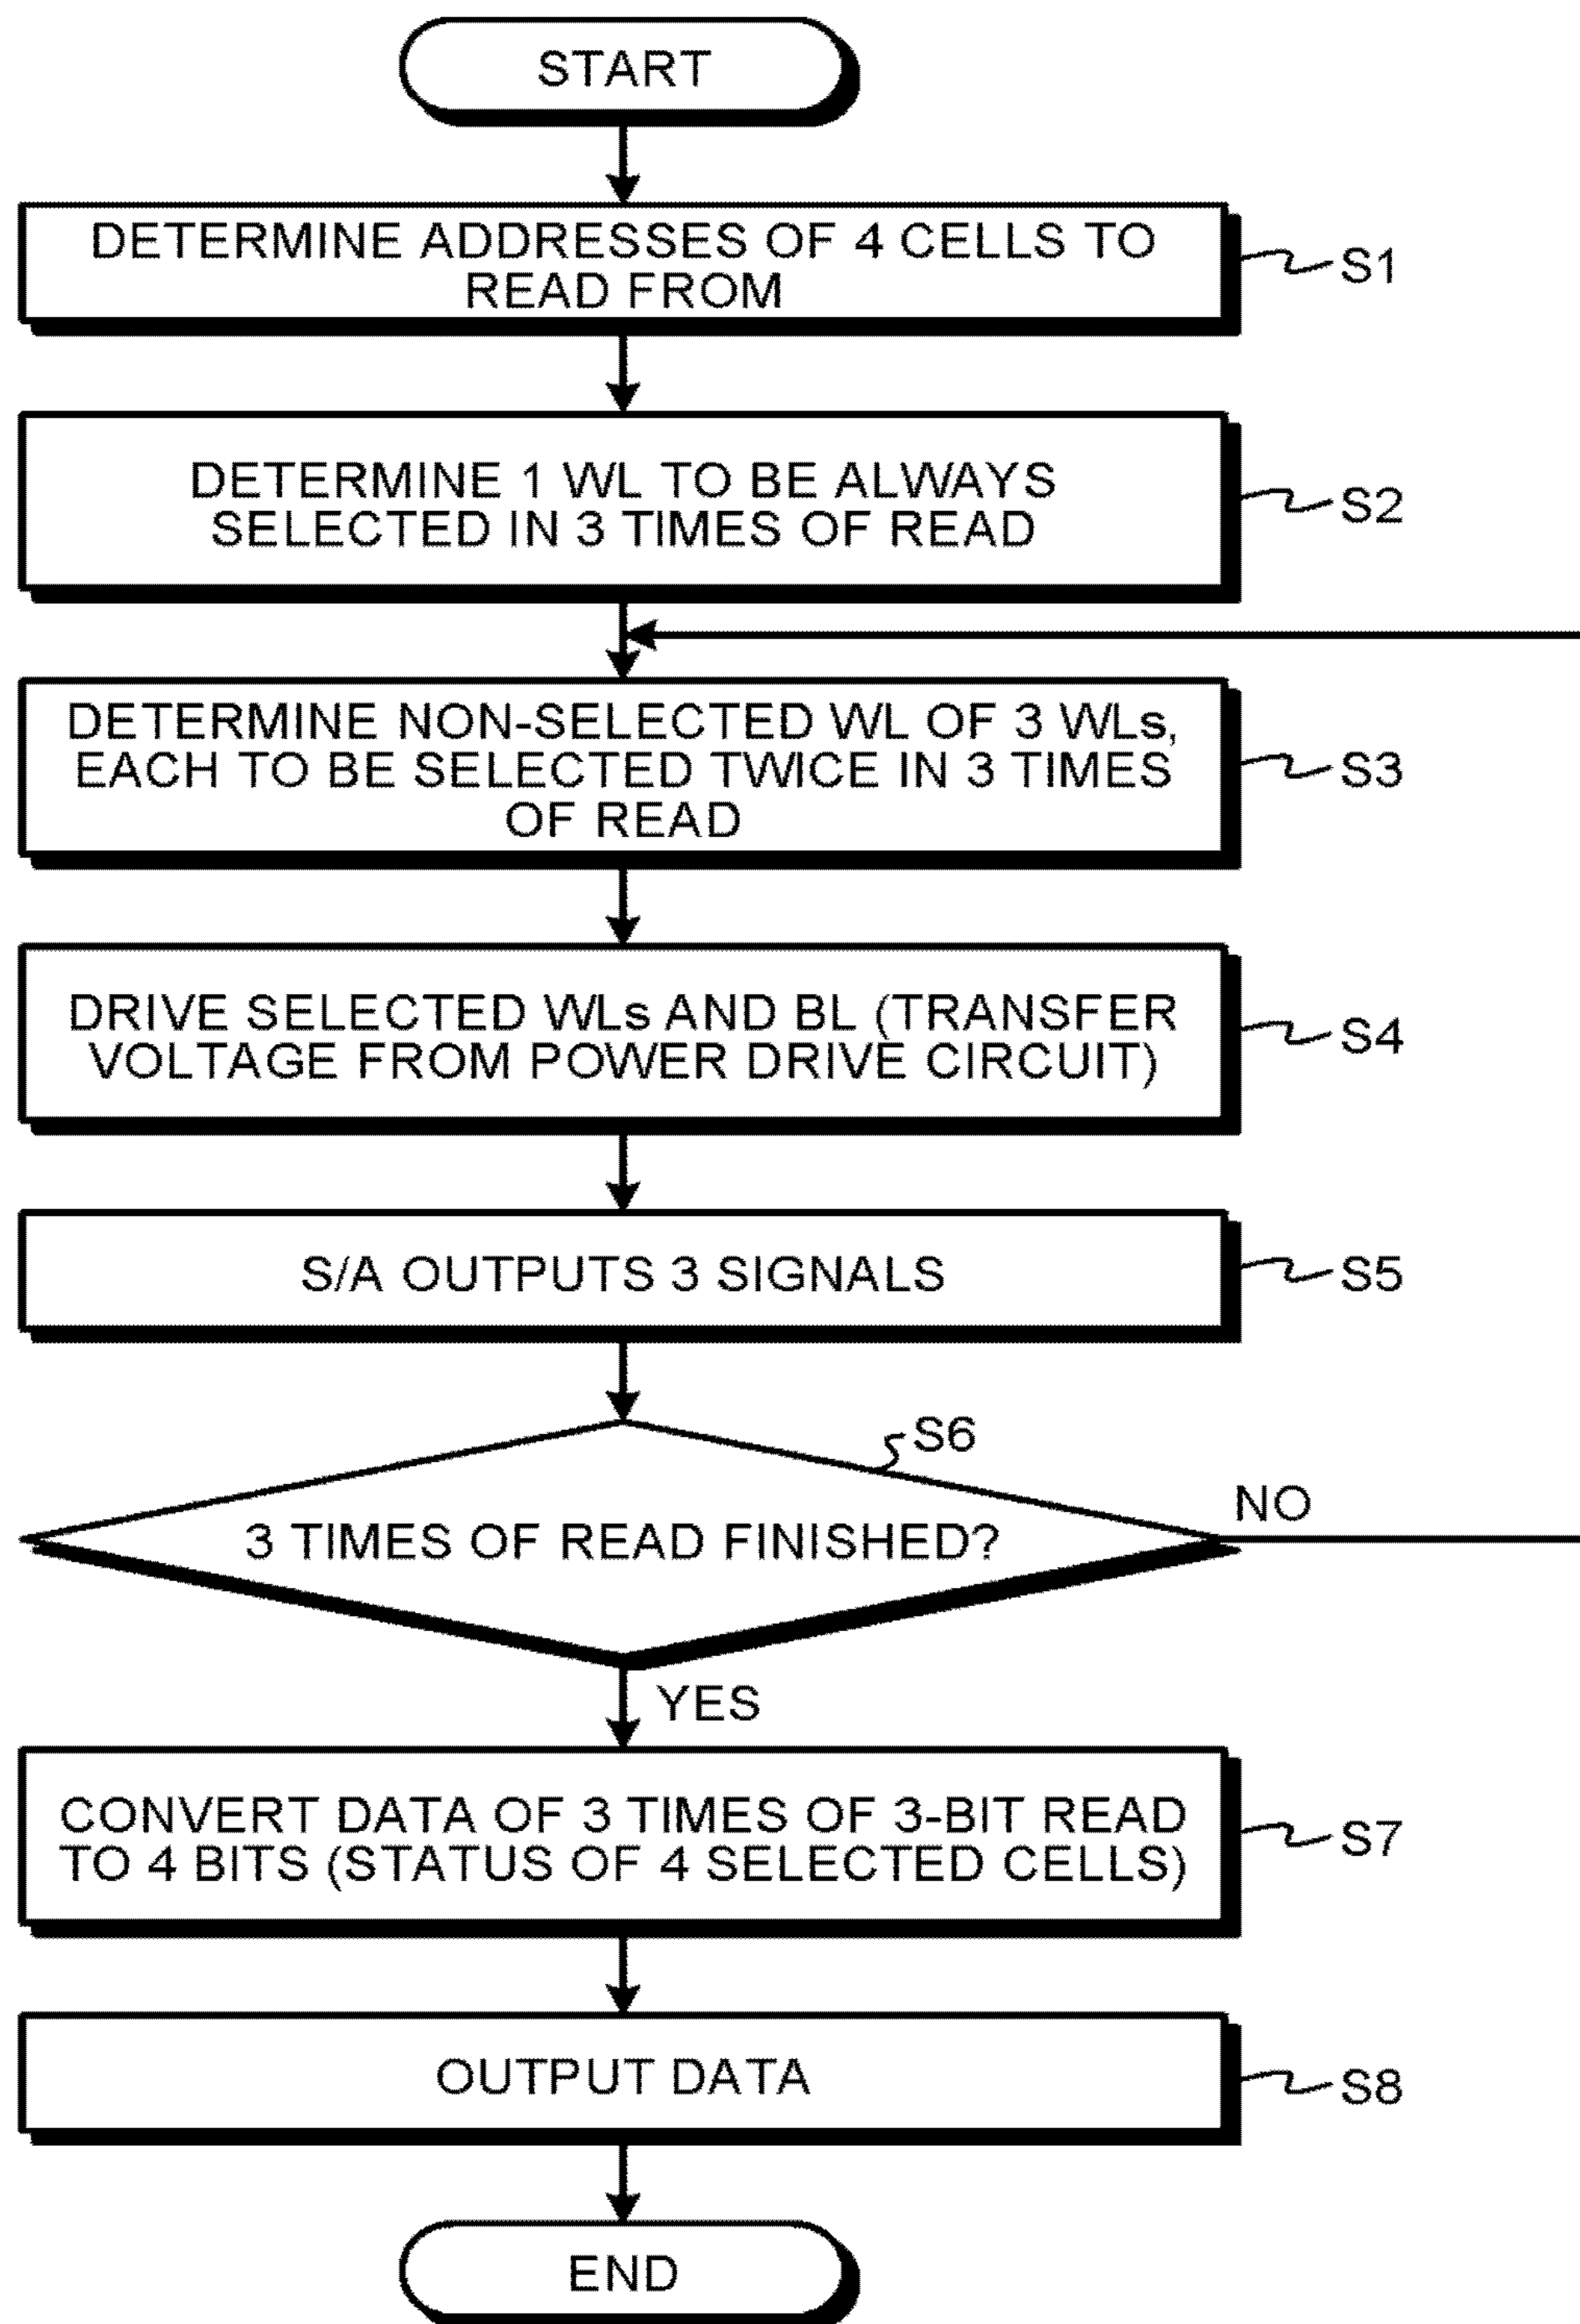 START
DETERMINE ADDRESSES OF 4 CELLS TO
READ FROM
S1
DETERMINE 1 WL TO BE ALWAYS
SELECTED IN 3 TIMES OF READ
S2
DETERMINE NON-SELECTED WL OF 3 WLs,
EACH TO BE SELECTED TWICE IN 3 TIMES
OF READ
S3
DRIVE SELECTED WLs AND BL (TRANSFER
VOLTAGE FROM POWER DRIVE CIRCUIT)
S4
S/A OUTPUTS 3 SIGNALS
S5
S6
3 TIMES OF READ FINISHED?
NO
YES
CONVERT DATA OF 3 TIMES OF 3-BIT READ
TO 4 BITS (STATUS OF 4 SELECTED CELLS)
S7
OUTPUT DATA
S8
END